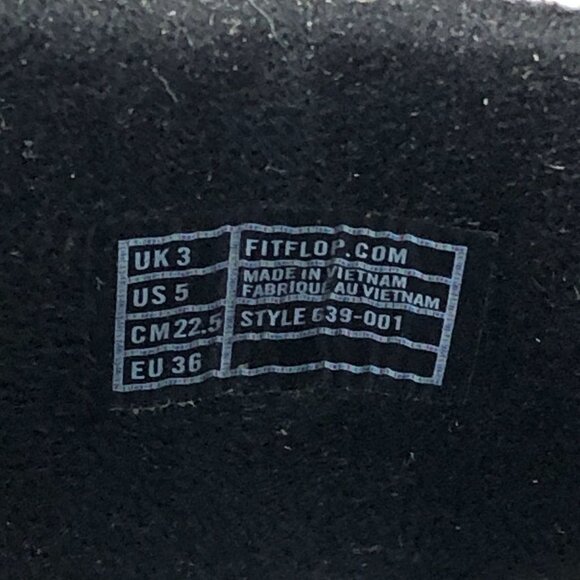 UK 3
US 5
CM 22.5
EU 36
FITFLOP.COM
MADE IN VIETNAM
FABRIQUE AU VIETNAM
STYLE 639-001